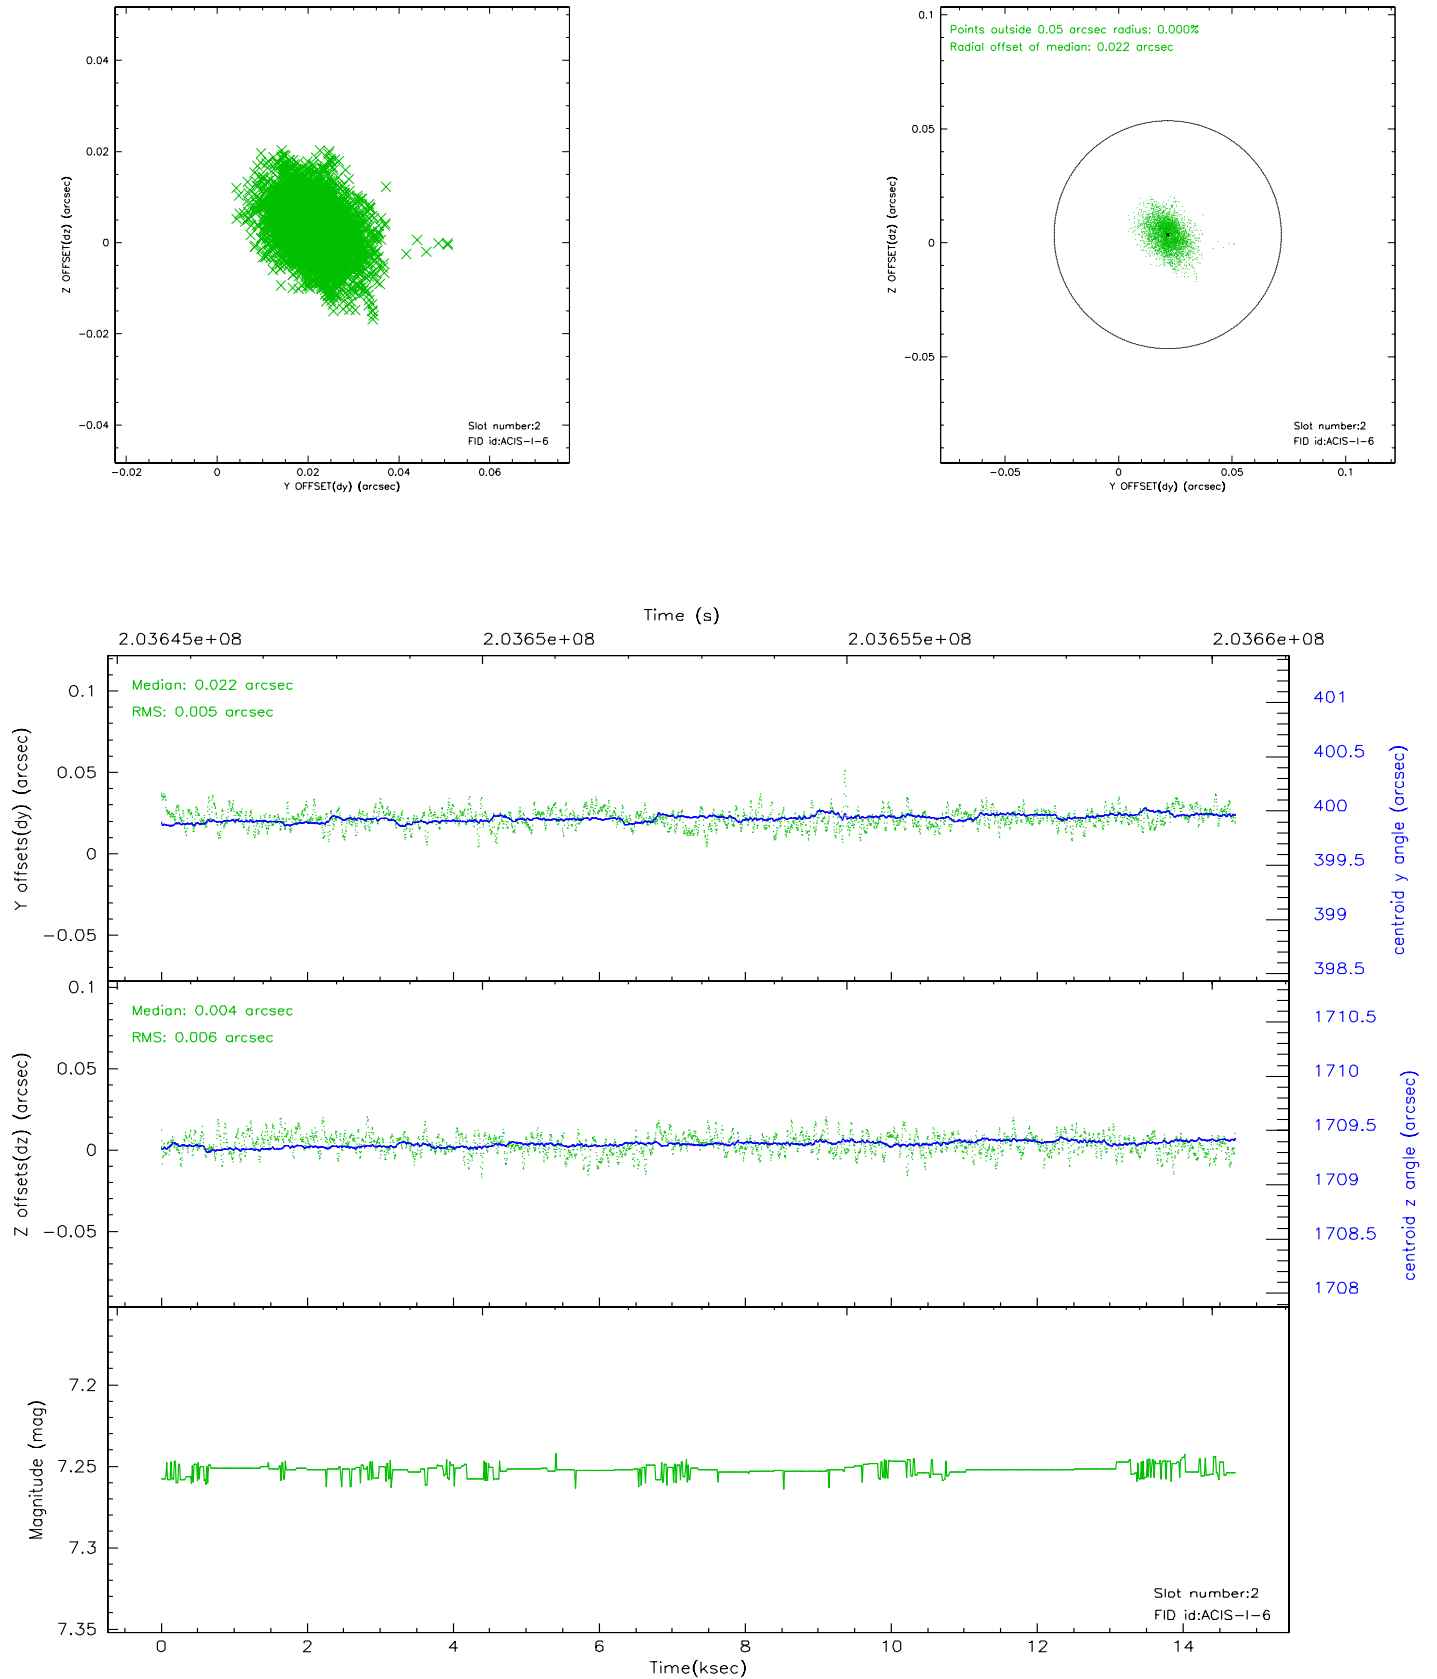 0.04
0.02
0
-0.02
-0.04
Z OFFSET(dz) (arcsec)
Slot number:2
FID id:ACIS-I-6
-0.02 0 0.02 0.04 0.06
Y OFFSET(dy) (arcsec)
0.1
0.05
0
-0.05
Z OFFSET(dz) (arcsec)
Points outside 0.05 arcsec radius: 0.000%
Radial offset of median: 0.022 arcsec
Slot number:2
FID id:ACIS-I-6
-0.05 0 0.05 0.1
Y OFFSET(dy) (arcsec)
Time (s)
2.03645e+08 2.0365e+08 2.03655e+08 2.0366e+08
Median: 0.022 arcsec
RMS: 0.005 arcsec
0.1
0.05
0
-0.05
Y offsets(dy) (arcsec)
401
400.5
400
399.5
399
398.5
centroid y angle (arcsec)
Median: 0.004 arcsec
RMS: 0.006 arcsec
0.1
0.05
0
-0.05
Z offsets(dz) (arcsec)
1710.5
1710
1709.5
1709
1708.5
1708
centroid z angle (arcsec)
7.2
7.25
7.3
7.35
Magnitude (mag)
Slot number:2
FID id:ACIS-I-6
0 2 4 6 8 10 12 14
Time(ksec)